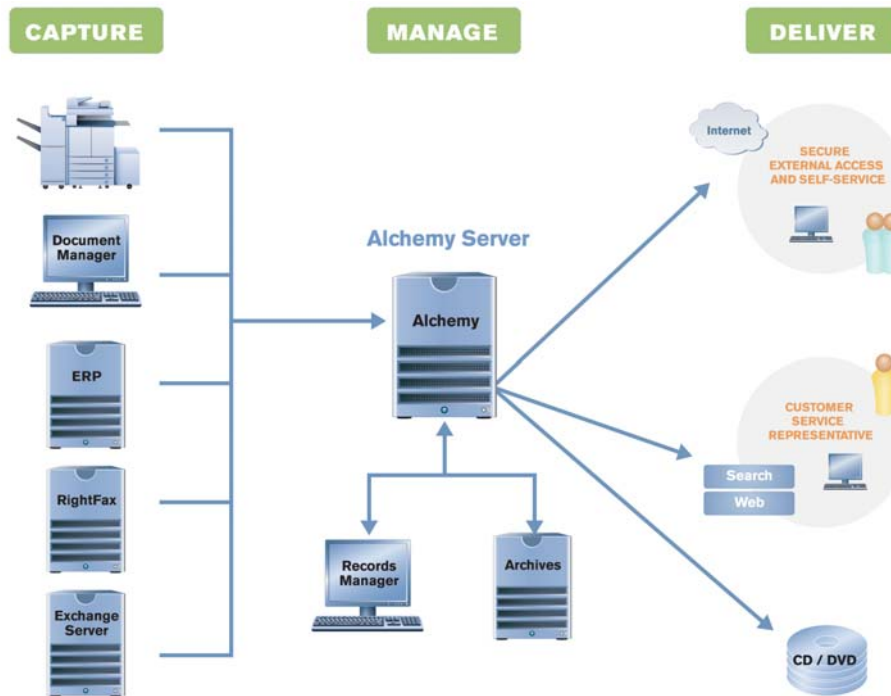 CAPTURE
MANAGE
DELIVER
Document
Manager
ERP
RightFax
Exchange
Server
Alchemy Server
Alchemy
Records
Manager
Archives
Internet
SECURE
EXTERNAL ACCESS
AND SELF-SERVICE
CUSTOMER
SERVICE
REPRESENTATIVE
Search
Web
CD / DVD